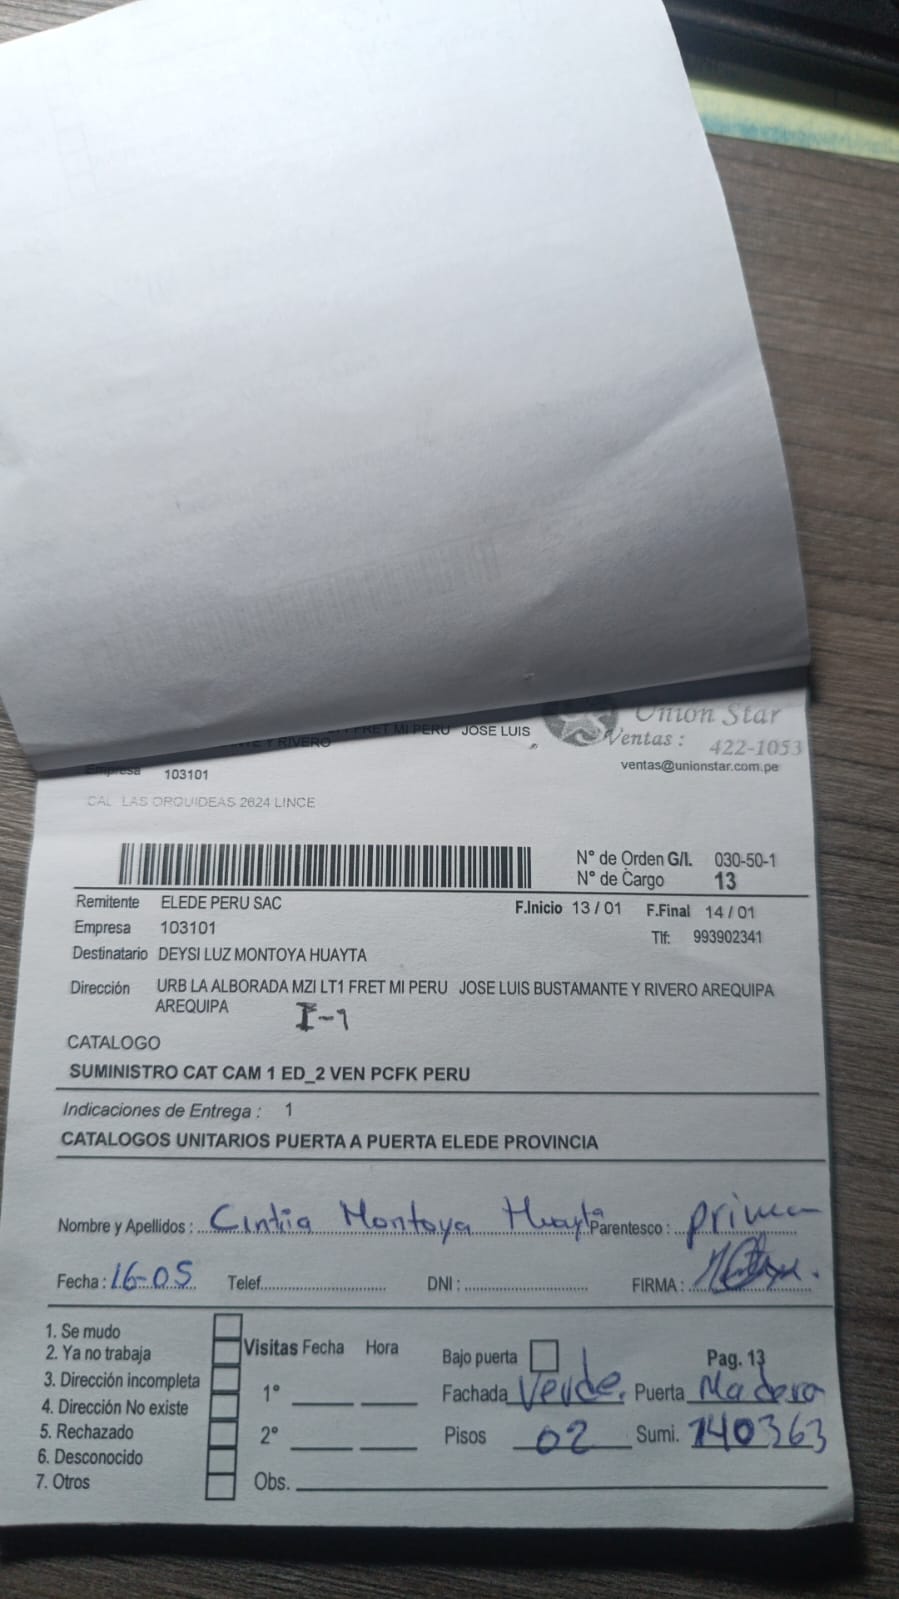 FRET MI PERU JOSE LUIS
TE Y RIVERO
Union Star
Ventas : 422-1053
ventas@unionstar.com.pe
Empresa 103101
CAL LAS ORQUIDEAS 2624 LINCE
N° de Orden G/I. 030-50-1
N° de Cargo 13
Remitente ELEDE PERU SAC
F.Inicio 13 / 01 F.Final 14 / 01
Empresa 103101
Tlf: 993902341
Destinatario DEYSI LUZ MONTOYA HUAYTA
Dirección URB LA ALBORADA MZI LT1 FRET MI PERU JOSE LUIS BUSTAMANTE Y RIVERO AREQUIPA
AREQUIPA
I-1
CATALOGO
SUMINISTRO CAT CAM 1 ED_2 VEN PCFK PERU
Indicaciones de Entrega : 1
CATALOGOS UNITARIOS PUERTA A PUERTA ELEDE PROVINCIA
Nombre y Apellidos : Cintia Montoya Huayta Parentesco : prima
Fecha : 16-05 Telef. DNI : FIRMA :
1. Se mudo
2. Ya no trabaja
3. Dirección incompleta
4. Dirección No existe
5. Rechazado
6. Desconocido
7. Otros
Visitas Fecha Hora
1°
2°
Obs.
Bajo puerta Pag. 13
Fachada Verde. Puerta Madera
Pisos 02 Sumi. 140363